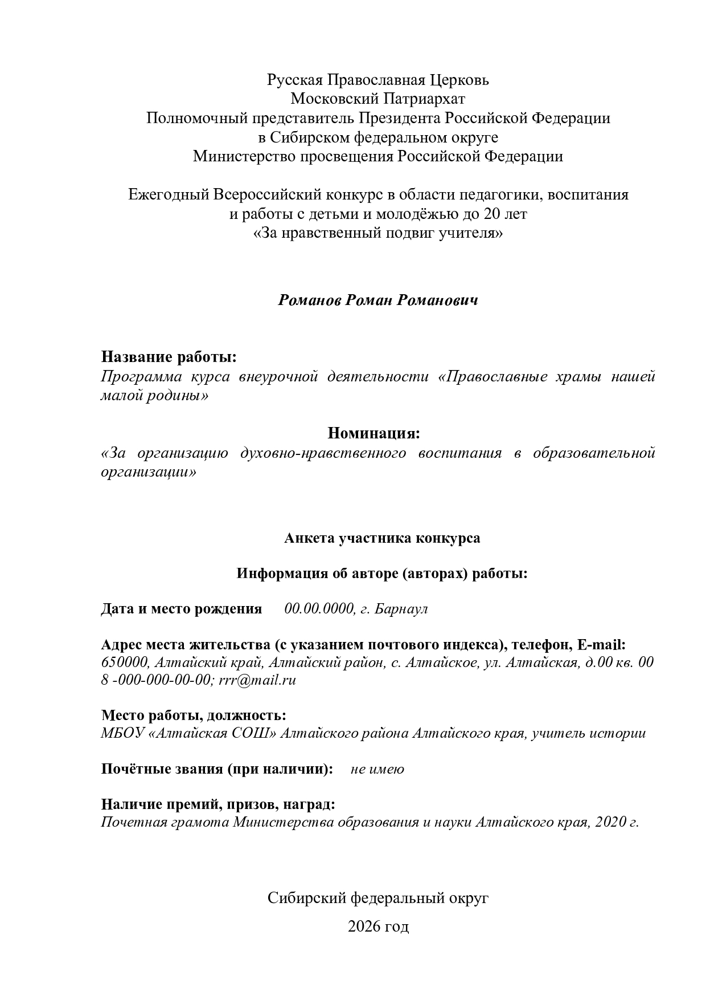 Русская Православная Церковь
Московский Патриархат
Полномочный представитель Президента Российской Федерации
в Сибирском федеральном округе
Министерство просвещения Российской Федерации
Ежегодный Всероссийский конкурс в области педагогики, воспитания
и работы с детьми и молодёжью до 20 лет
«За нравственный подвиг учителя»
Романов Роман Романович
Название работы:
Программа курса внеурочной деятельности «Православные храмы нашей
малой родины»
Номинация:
«За организацию духовно-нравственного воспитания в образовательной
организации»
Анкета участника конкурса
Информация об авторе (авторах) работы:
Дата и место рождения 00.00.0000, г. Барнаул
Адрес места жительства (с указанием почтового индекса), телефон, E-mail:
650000, Алтайский край, Алтайский район, с. Алтайское, ул. Алтайская, д.00 кв. 00
8 -000-000-00-00; rrr@mail.ru
Место работы, должность:
МБОУ «Алтайская СОШ» Алтайского района Алтайского края, учитель истории
Почётные звания (при наличии): не имею
Наличие премий, призов, наград:
Почетная грамота Министерства образования и науки Алтайского края, 2020 г.
Сибирский федеральный округ
2026 год